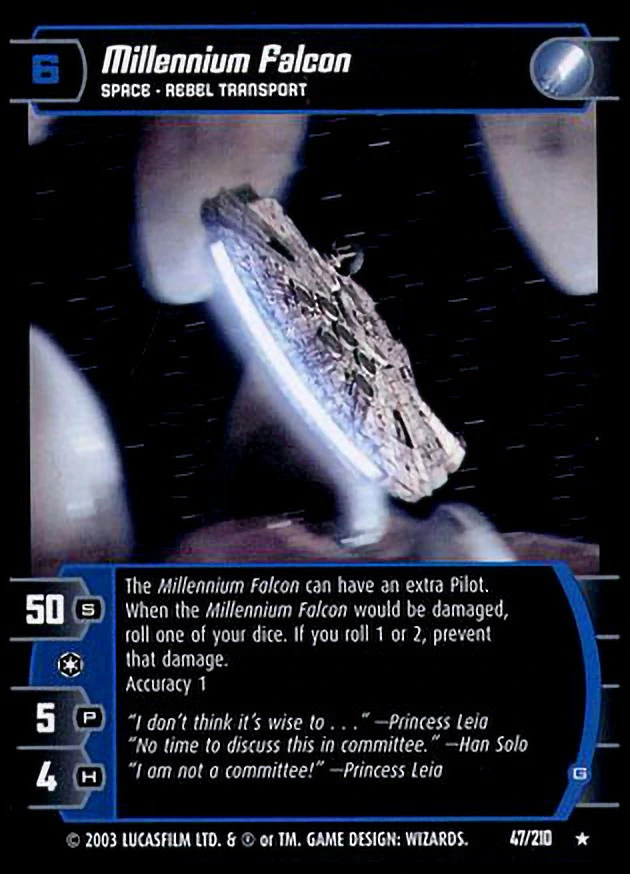 6
Millennium Falcon
SPACE · REBEL TRANSPORT
The Millennium Falcon can have an extra Pilot.
When the Millennium Falcon would be damaged,
roll one of your dice. If you roll 1 or 2, prevent
that damage.
Accuracy 1
"I don't think it's wise to . . ." —Princess Leia
"No time to discuss this in committee." —Han Solo
"I am not a committee!" —Princess Leia
50 S
5 P
4 H
G
© 2003 LUCASFILM LTD. & ® or TM. GAME DESIGN: WIZARDS. 47/210 ★